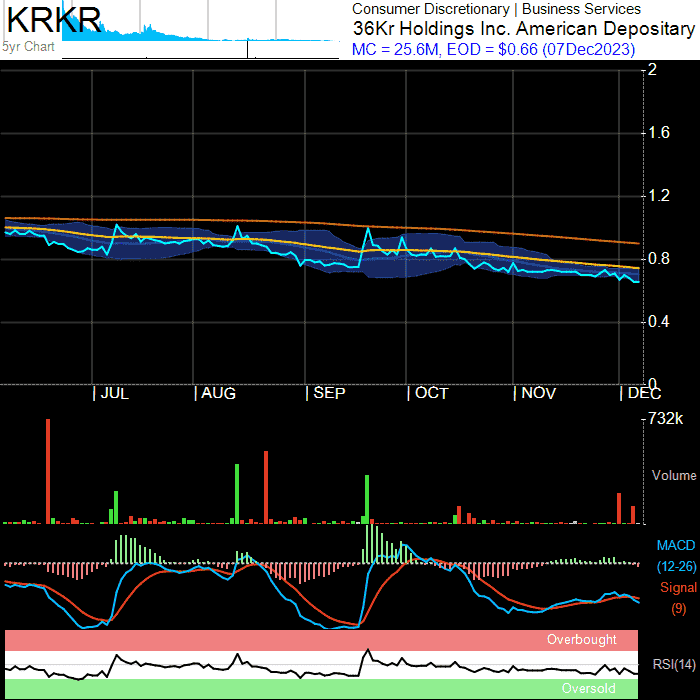 KRKR
5yr Chart
Consumer Discretionary | Business Services
36Kr Holdings Inc. American Depositary
MC = 25.6M, EOD = $0.66 (07Dec2023)
2
1.6
1.2
0.8
0.4
0
| JUL | AUG | SEP | OCT | NOV | DEC
732k
Volume
MACD
(12-26)
Signal
(9)
Overbought
RSI(14)
Oversold